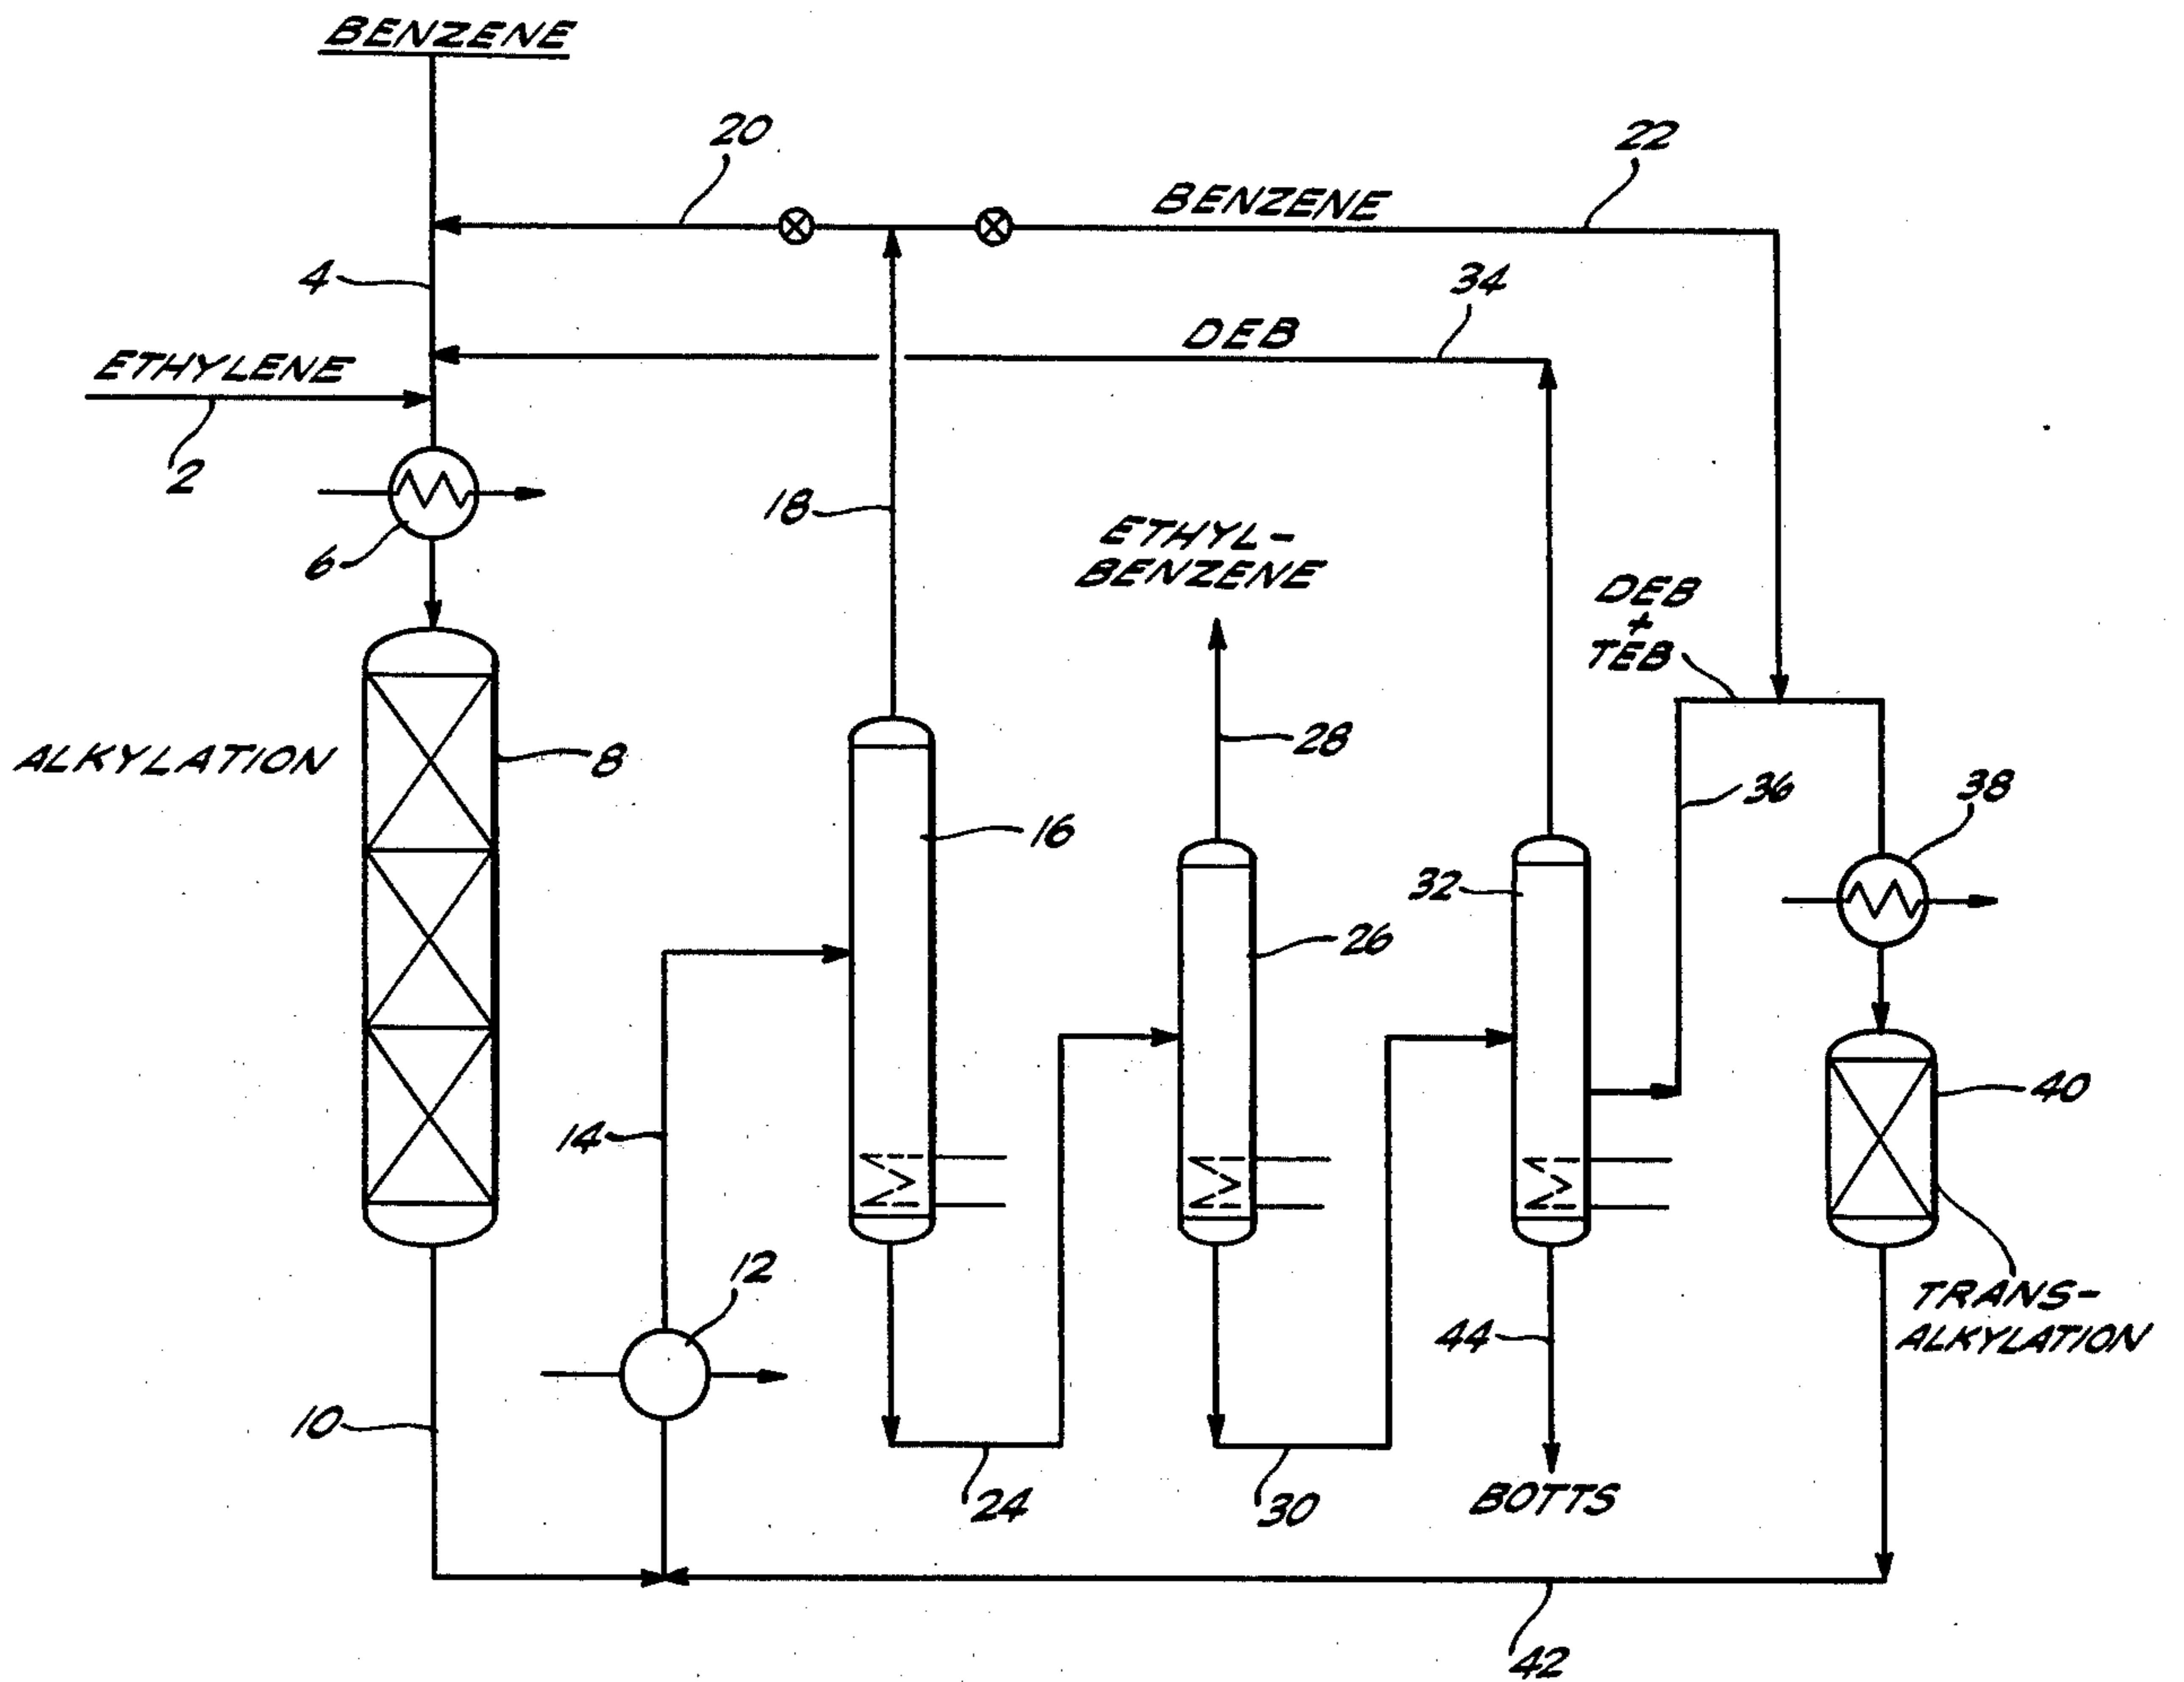 BENZENE
20
22
BENZENE
4
34
DEB
ETHYLENE
2
18
6
ETHYL-
BENZENE
DEB
+
TEB
28
ALKYLATION
8
36
38
16
32
26
40
14
12
TRANS-
ALKYLATION
44
10
24
30
BOTTS
42